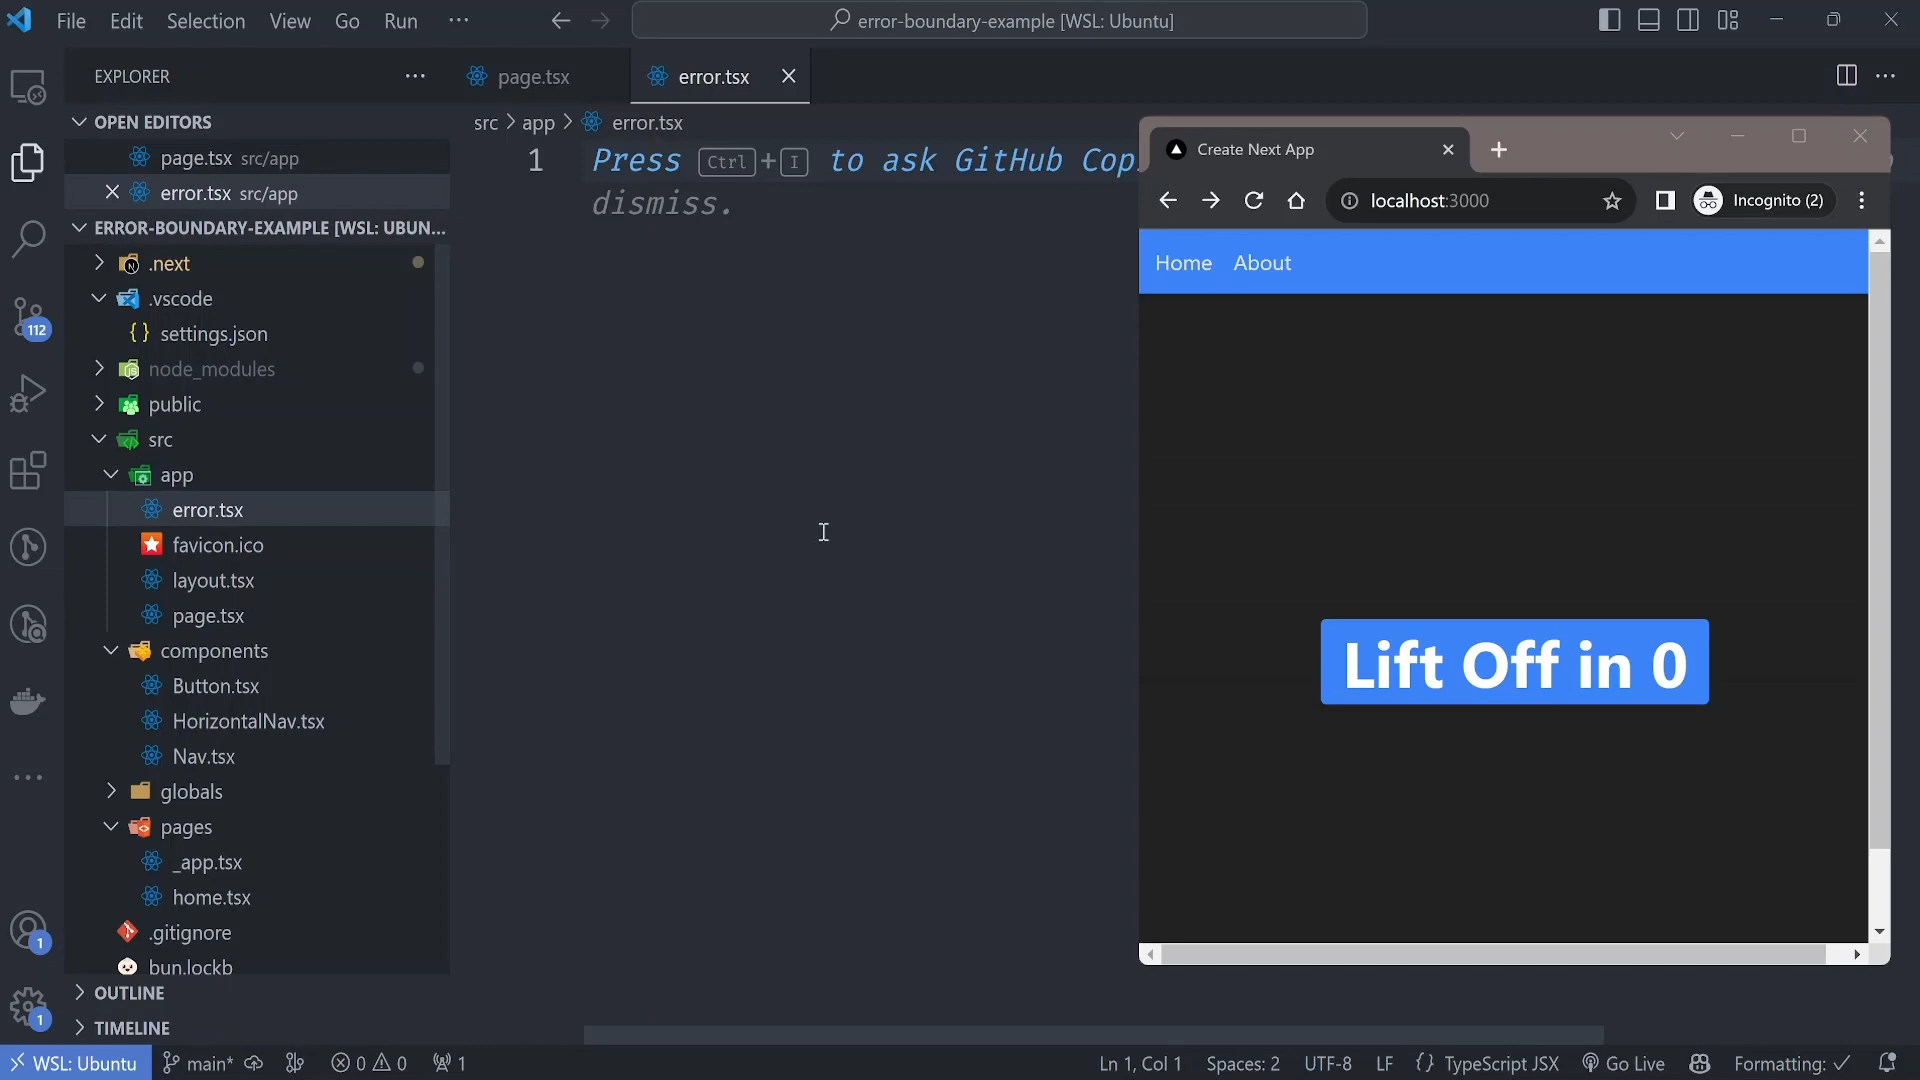 File Edit Selection View Go Run ···
error-boundary-example [WSL: Ubuntu]
EXPLORER
page.tsx
error.tsx
OPEN EDITORS
page.tsx src/app
error.tsx src/app
ERROR-BOUNDARY-EXAMPLE [WSL: UBUN...
.next
.vscode
settings.json
node_modules
public
src
app
error.tsx
favicon.ico
layout.tsx
page.tsx
components
Button.tsx
HorizontalNav.tsx
Nav.tsx
globals
pages
_app.tsx
home.tsx
.gitignore
bun.lockb
OUTLINE
TIMELINE
112
1
1
src > app > error.tsx
1 Press Ctrl+I to ask GitHub Cop
dismiss.
Create Next App
localhost:3000
Incognito (2)
Home About
Lift Off in 0
WSL: Ubuntu main* 0 0 1
Ln 1, Col 1 Spaces: 2 UTF-8 LF {} TypeScript JSX Go Live Formatting: ✓